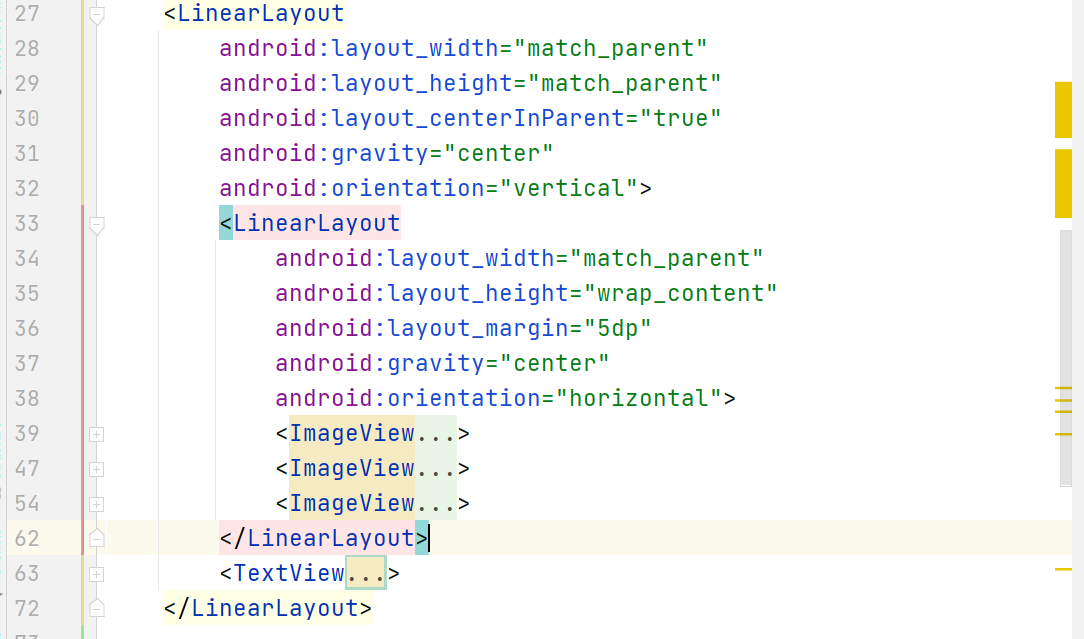 27 <LinearLayout
28 android:layout_width="match_parent"
29 android:layout_height="match_parent"
30 android:layout_centerInParent="true"
31 android:gravity="center"
32 android:orientation="vertical">
33 <LinearLayout
34 android:layout_width="match_parent"
35 android:layout_height="wrap_content"
36 android:layout_margin="5dp"
37 android:gravity="center"
38 android:orientation="horizontal">
39 <ImageView...>
47 <ImageView...>
54 <ImageView...>
62 </LinearLayout>
63 <TextView...>
72 </LinearLayout>